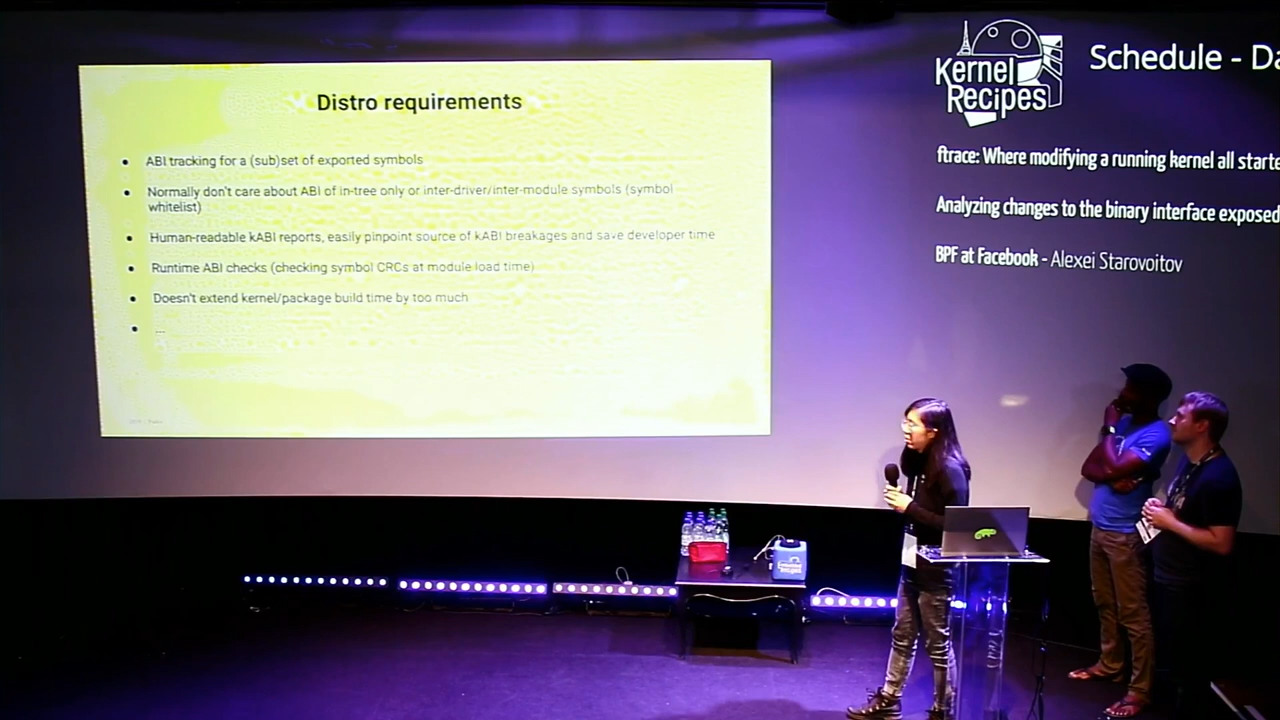 Distro requirements
ABI tracking for a (sub)set of exported symbols
Normally don't care about ABI of in-tree only or inter-driver/inter-module symbols (symbol
whitelist)
Human-readable kABI reports, easily pinpoint source of kABI breakages and save developer time
Runtime ABI checks (checking symbol CRCs at module load time)
Doesn't extend kernel/package build time by too much
...
Kernel
Recipes
Schedule - Da
ftrace: Where modifying a running kernel all starte
Analyzing changes to the binary interface exposed
BPF at Facebook - Alexei Starovoitov